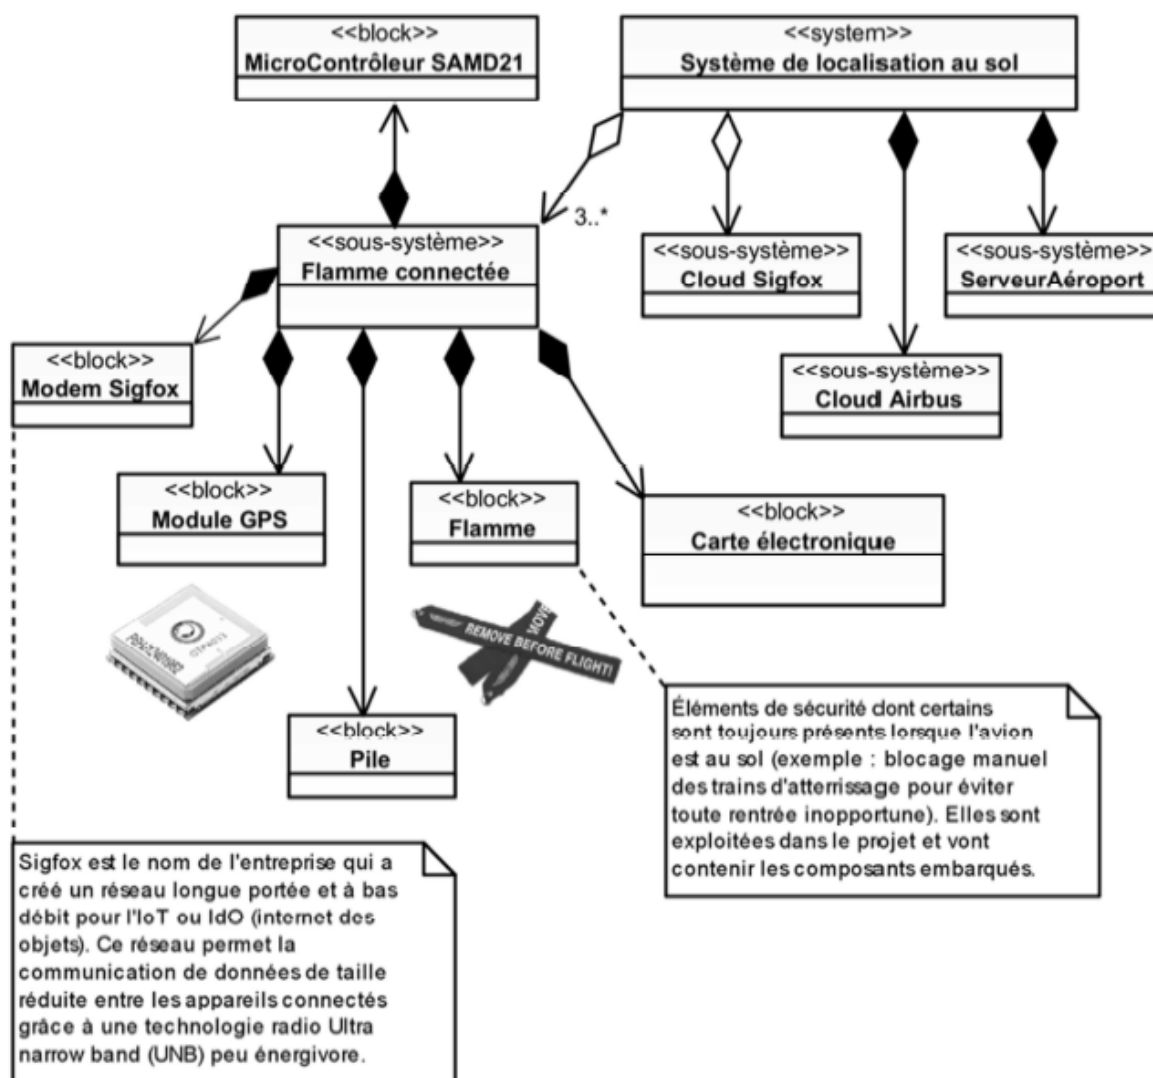 <<block>>
MicroContrôleur SAMD21
<<system>>
Système de localisation au sol
3..*
<<sous-système>>
Flamme connectée
<<sous-système>>
Cloud Sigfox
<<sous-système>>
ServeurAéroport
<<block>>
Modem Sigfox
<<sous-système>>
Cloud Airbus
<<block>>
Module GPS
<<block>>
Flamme
<<block>>
Carte électronique
REMOVE BEFORE FLIGHT!
MOVE
<<block>>
Pile
Éléments de sécurité dont certains
sont toujours présents lorsque l'avion
est au sol (exemple : blocage manuel
des trains d'atterrissage pour éviter
toute rentrée inopportune). Elles sont
exploitées dans le projet et vont
contenir les composants embarqués.
Sigfox est le nom de l'entreprise qui a
créé un réseau longue portée et à bas
débit pour l'IoT ou IdO (internet des
objets). Ce réseau permet la
communication de données de taille
réduite entre les appareils connectés
grâce à une technologie radio Ultra
narrow band (UNB) peu énergivore.